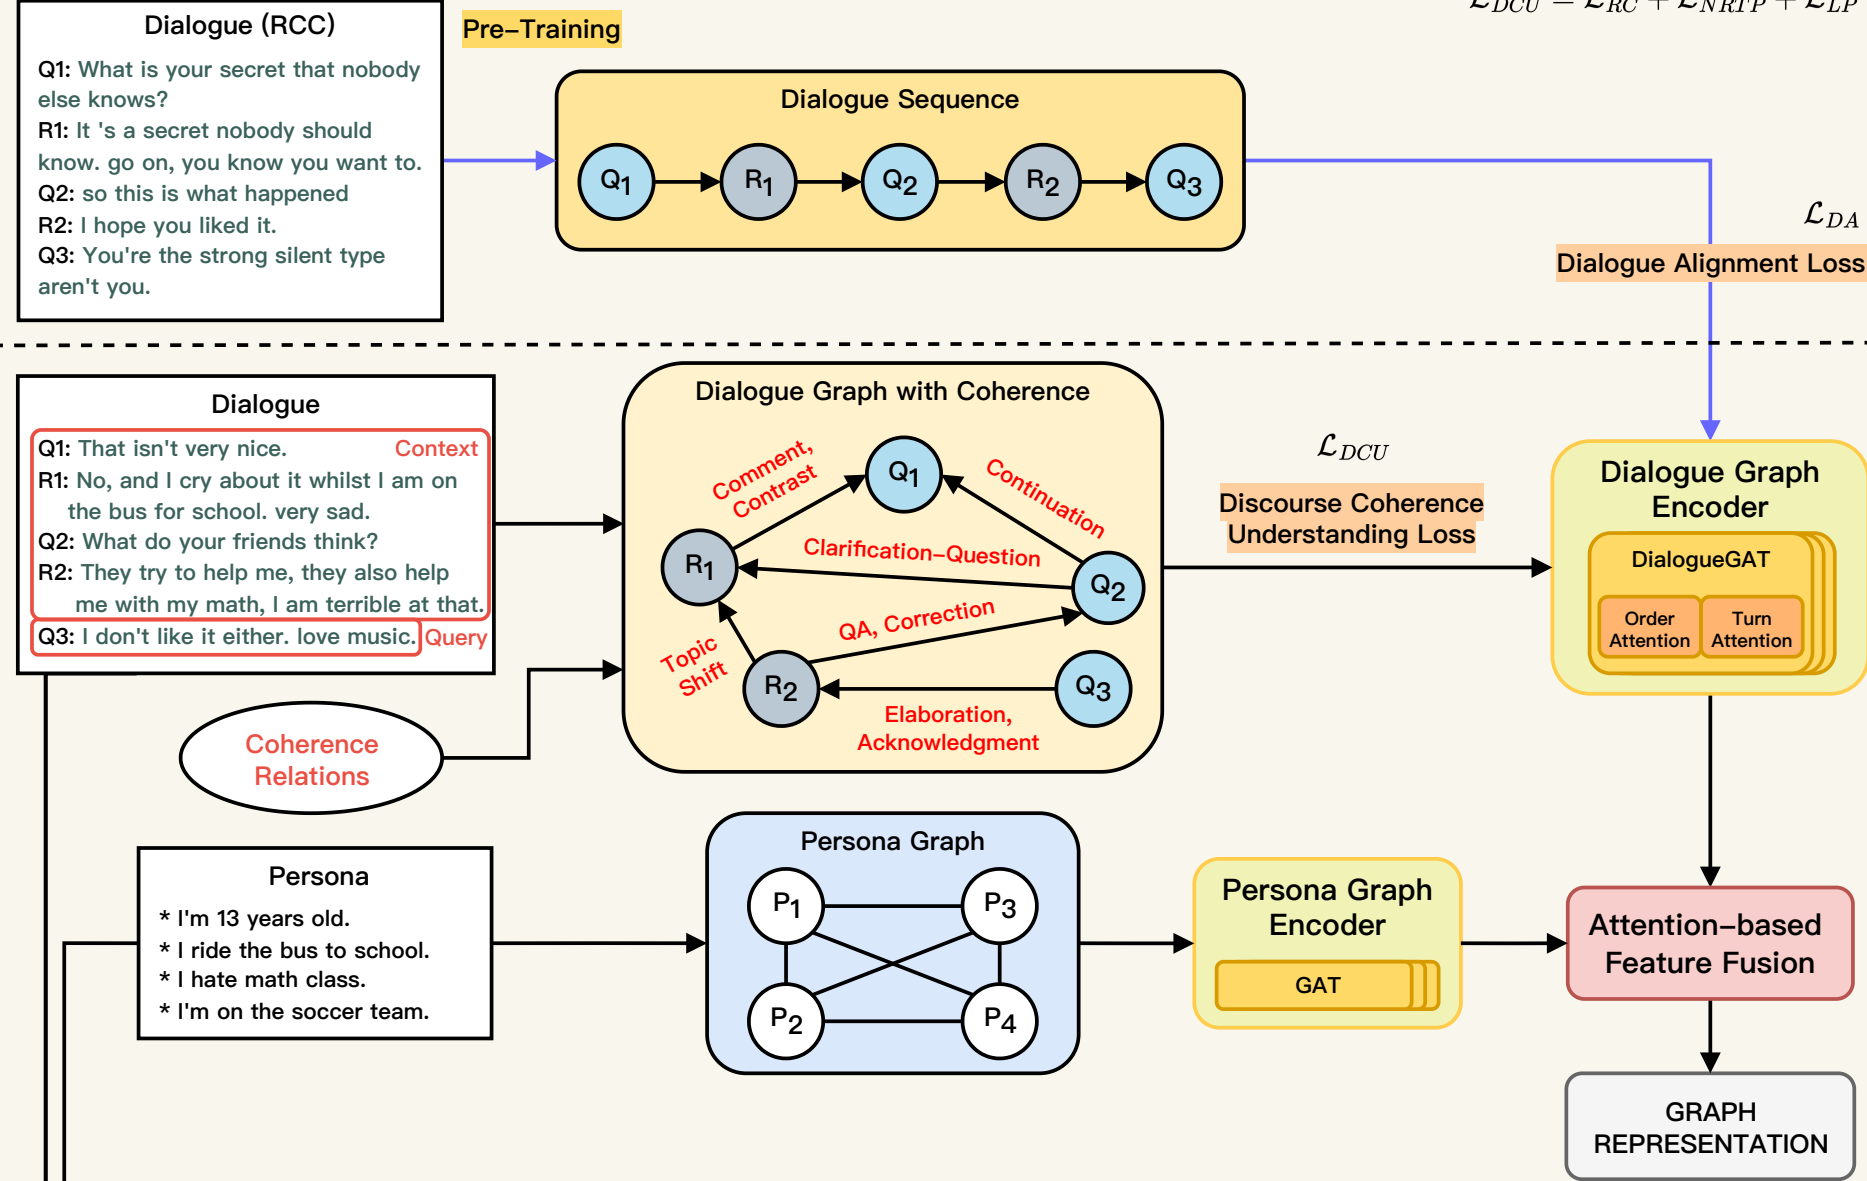 ℒ_DCU = ℒ_RC + ℒ_NRTP + ℒ_LP
Dialogue (RCC)
Q1: What is your secret that nobody
else knows?
R1: It 's a secret nobody should
know. go on, you know you want to.
Q2: so this is what happened
R2: I hope you liked it.
Q3: You're the strong silent type
aren't you.
Pre-Training
Dialogue Sequence
Q1
R1
Q2
R2
Q3
ℒ_DA
Dialogue Alignment Loss
Dialogue
Q1: That isn't very nice. Context
R1: No, and I cry about it whilst I am on
the bus for school. very sad.
Q2: What do your friends think?
R2: They try to help me, they also help
me with my math, I am terrible at that.
Q3: I don't like it either. love music. Query
Coherence
Relations
Dialogue Graph with Coherence
Comment,
Contrast
Q1
Continuation
R1
Clarification-Question
Q2
QA, Correction
Topic
Shift
R2
Q3
Elaboration,
Acknowledgment
ℒ_DCU
Discourse Coherence
Understanding Loss
Dialogue Graph
Encoder
DialogueGAT
Order
Attention
Turn
Attention
Persona
* I'm 13 years old.
* I ride the bus to school.
* I hate math class.
* I'm on the soccer team.
Persona Graph
P1
P3
P2
P4
Persona Graph
Encoder
GAT
Attention-based
Feature Fusion
GRAPH
REPRESENTATION